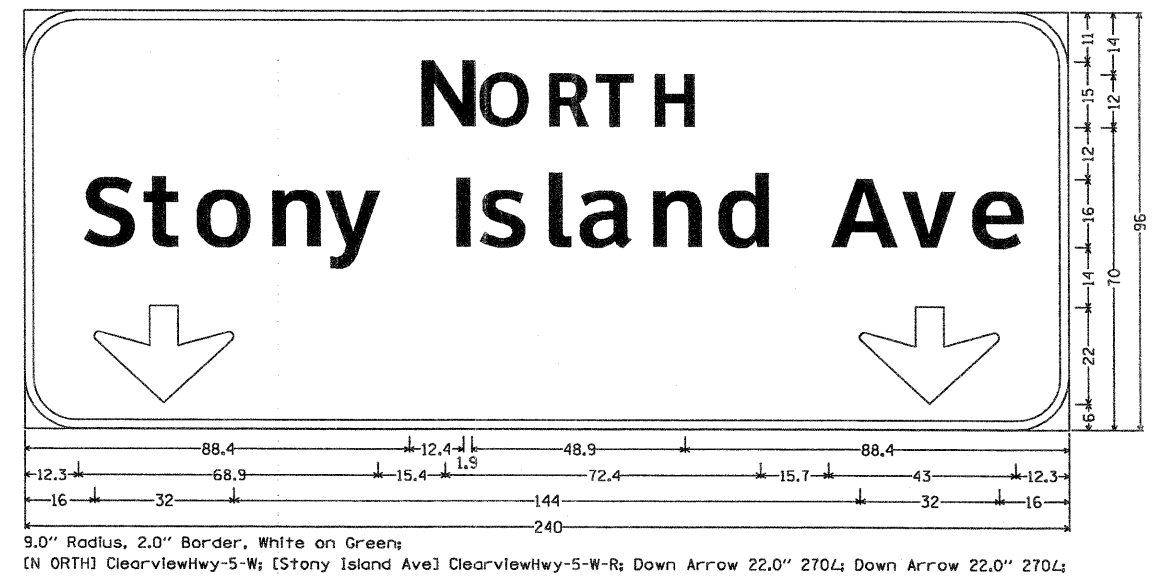 NORTH
Stony Island Ave
11
15
12
16
14
22
6
14
12
70
96
88.4 12.4 1.9 48.9 88.4
12.3 68.9 15.4 72.4 15.7 43 12.3
16 32 144 32 16
240
9.0" Radius, 2.0" Border, White on Green;
[N ORTH] ClearviewHwy-5-W; [Stony Island Ave] ClearviewHwy-5-W-R; Down Arrow 22.0" 270∠; Down Arrow 22.0" 270∠;